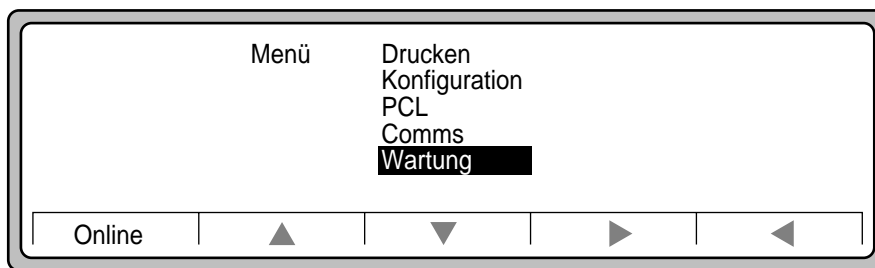 Menü Drucken
Konfiguration
PCL
Comms
Wartung
Online